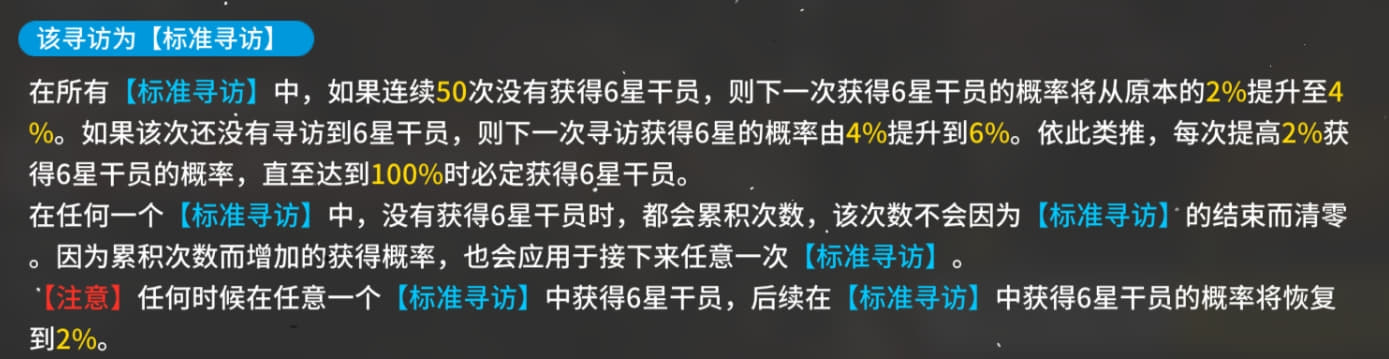 该寻访为【标准寻访】
在所有【标准寻访】中，如果连续50次没有获得6星干员，则下一次获得6星干员的概率将从原本的2%提升至4
%。如果该次还没有寻访到6星干员，则下一次寻访获得6星的概率由4%提升到6%。依此类推，每次提高2%获
得6星干员的概率，直至达到100%时必定获得6星干员。
在任何一个【标准寻访】中，没有获得6星干员时，都会累积次数，该次数不会因为【标准寻访】的结束而清零
。因为累积次数而增加的获得概率，也会应用于接下来任意一次【标准寻访】。
【注意】任何时候在任意一个【标准寻访】中获得6星干员，后续在【标准寻访】中获得6星干员的概率将恢复
到2%。